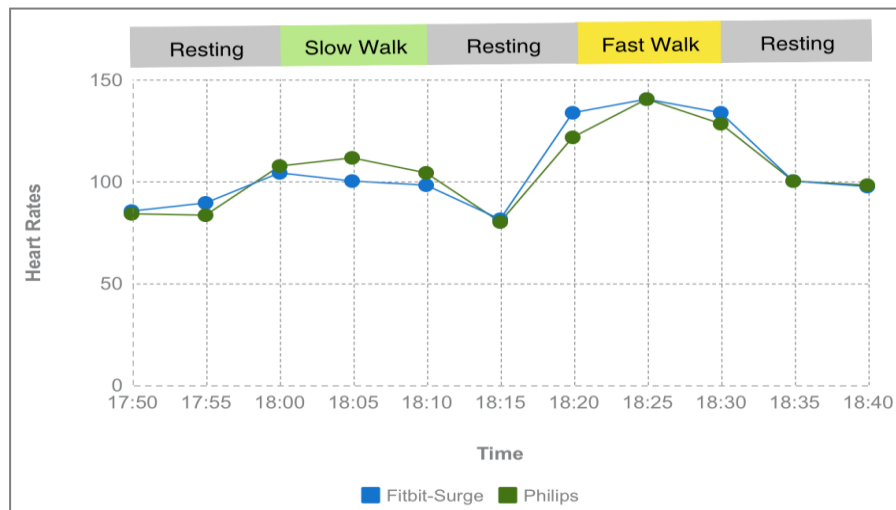 Resting Slow Walk Resting Fast Walk Resting
150
100
50
0
Heart Rates
17:50 17:55 18:00 18:05 18:10 18:15 18:20 18:25 18:30 18:35 18:40
Time
Fitbit-Surge Philips